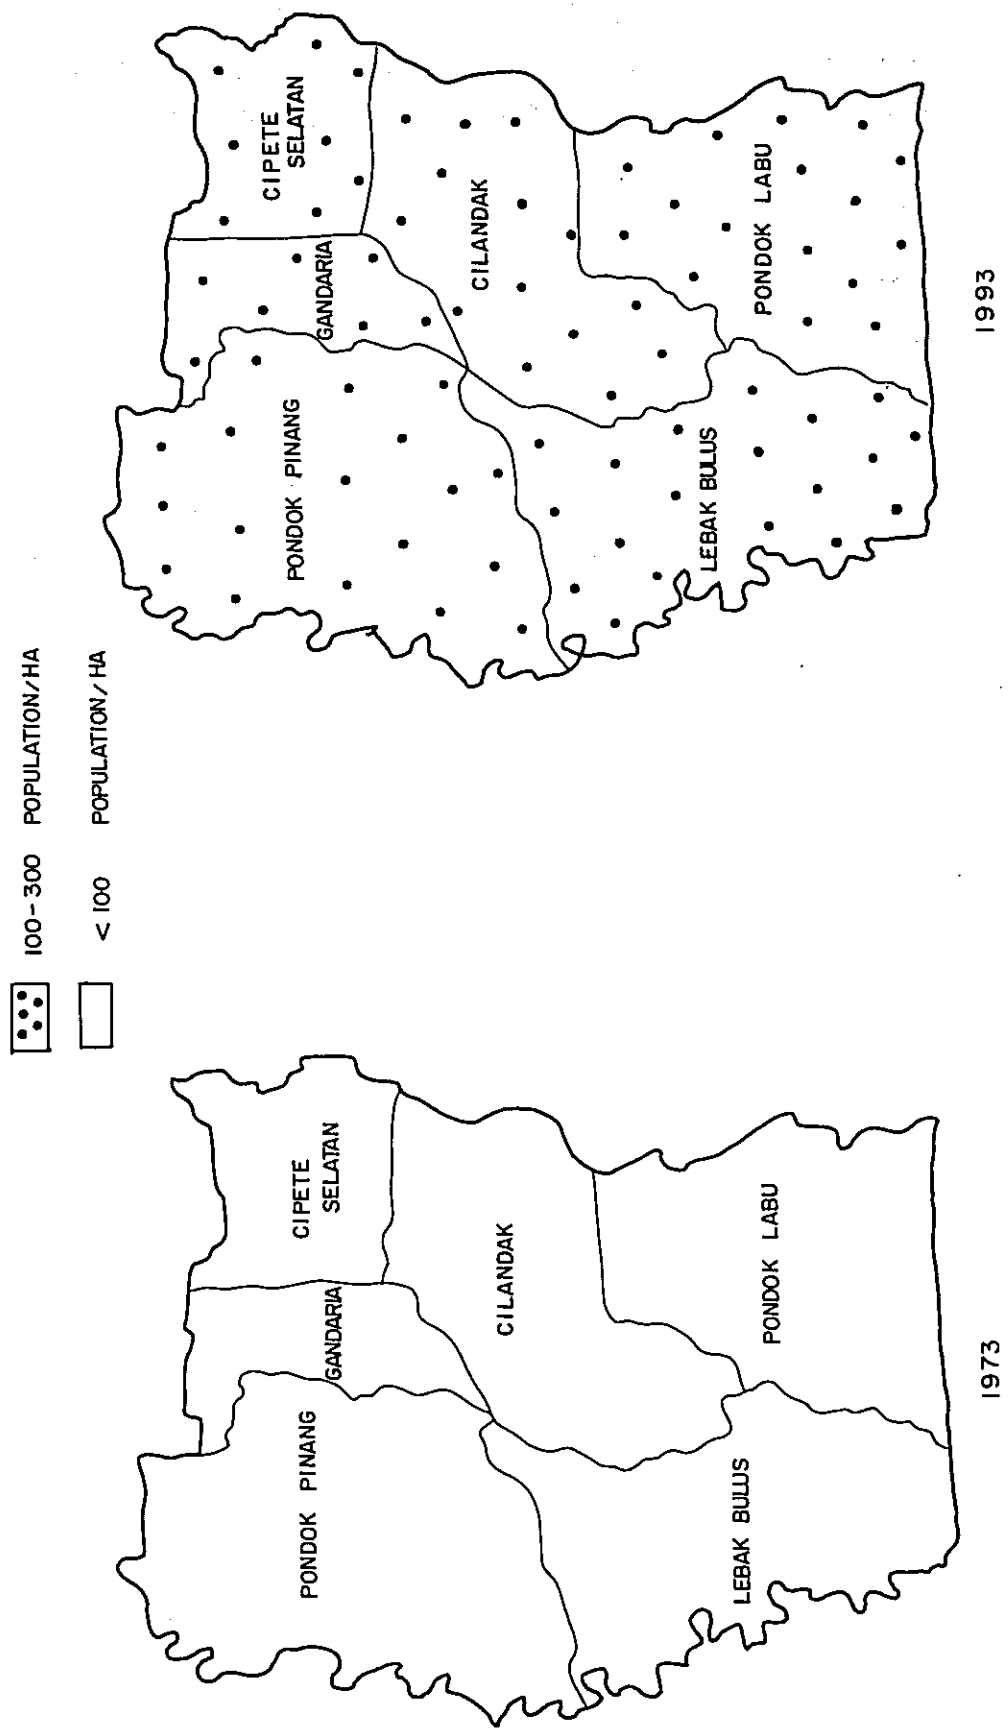 100-300 POPULATION/HA
< 100 POPULATION/HA
CIPETE
SELATAN
GANDARIA
CILANDAK
PONDOK PINANG
PONDOK LABU
LEBAK BULUS
1973
CIPETE
SELATAN
GANDARIA
CILANDAK
PONDOK PINANG
PONDOK LABU
LEBAK BULUS
1993